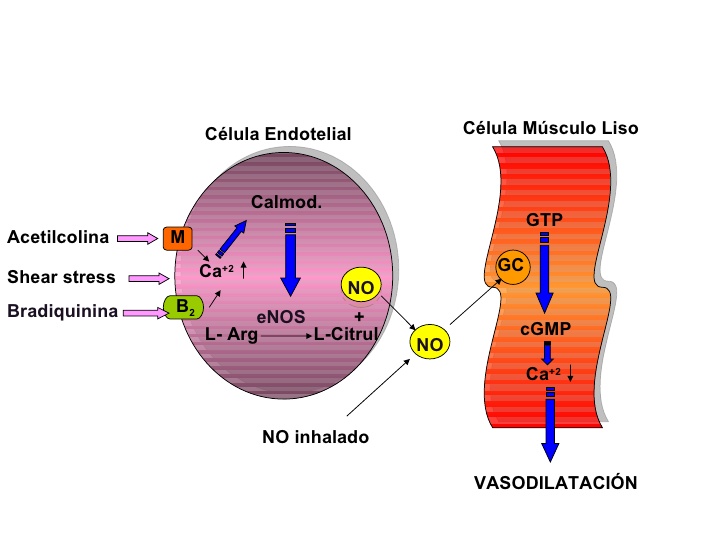 Célula Endotelial
Célula Músculo Liso
Calmod.
GTP
Acetilcolina
M
GC
Ca+2
Shear stress
NO
Bradiquinina
B2
eNOS
+
L- Arg
L-Citrul
NO
cGMP
Ca+2
NO inhalado
VASODILATACIÓN